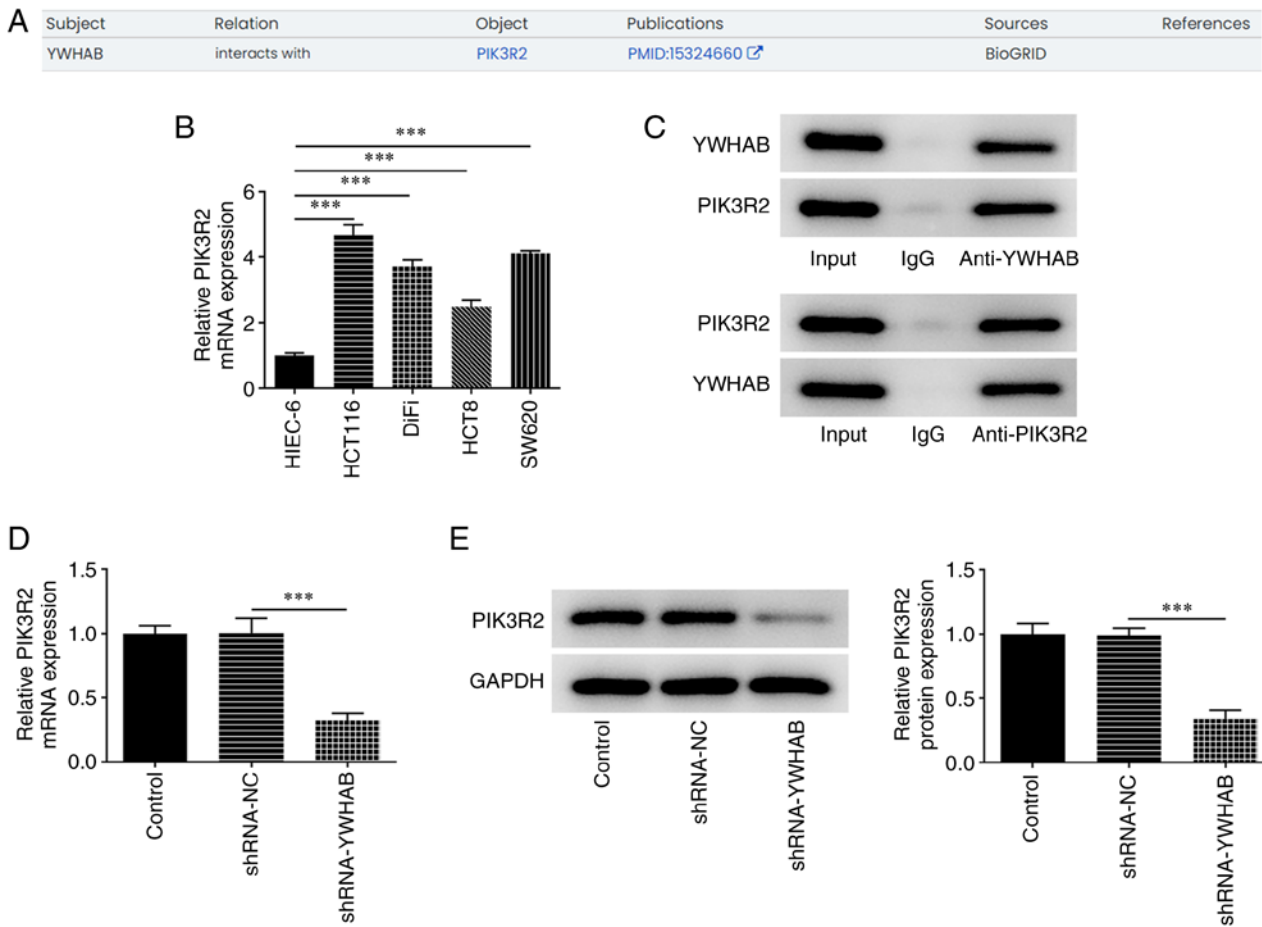 A
Subject Relation Object Publications Sources References
YWHAB interacts with PIK3R2 PMID:15324660 BioGRID
B
Relative PIK3R2
mRNA expression
6
4
2
0
***
***
***
***
HIEC-6
HCT116
DiFi
HCT8
SW620
C
YWHAB
PIK3R2
Input IgG Anti-YWHAB
PIK3R2
YWHAB
Input IgG Anti-PIK3R2
D
Relative PIK3R2
mRNA expression
1.5
1.0
0.5
0.0
***
Control
shRNA-NC
shRNA-YWHAB
E
PIK3R2
GAPDH
Control
shRNA-NC
shRNA-YWHAB
Relative PIK3R2
protein expression
1.5
1.0
0.5
0.0
***
Control
shRNA-NC
shRNA-YWHAB